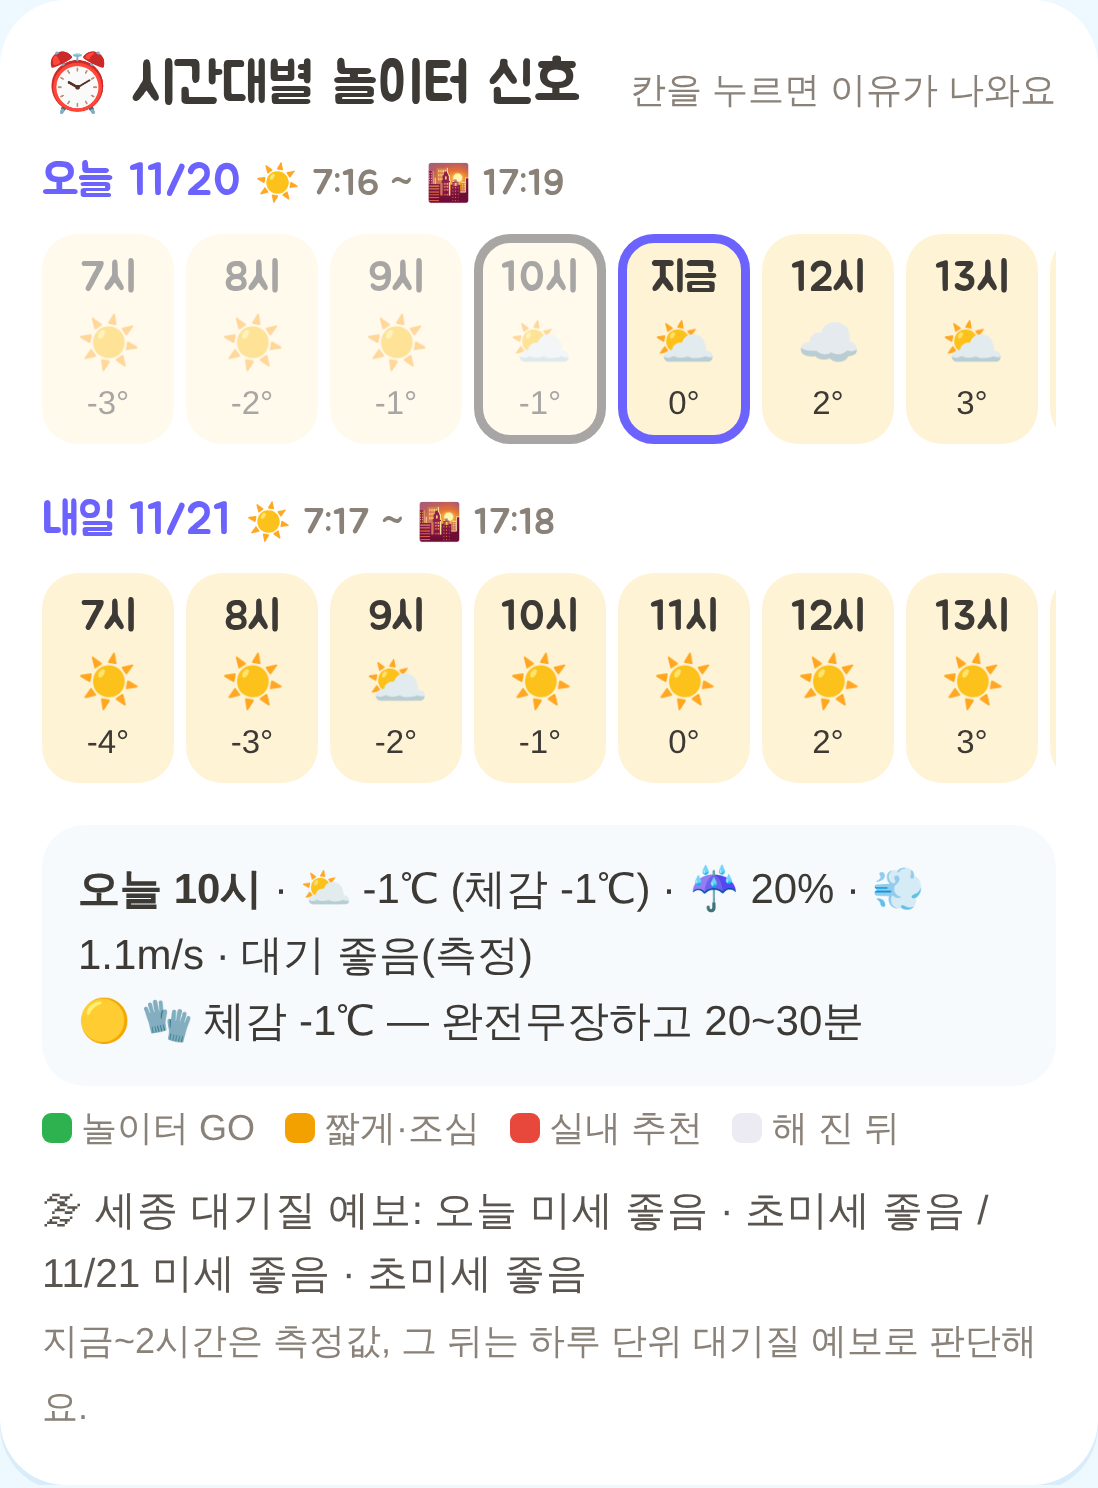 ⏰ 시간대별 놀이터 신호 칸을 누르면 이유가 나와요
오늘 11/20 ☀️ 7:16 ~ 🌇 17:19
7시 8시 9시 10시 지금 12시 13시
☀️ ☀️ ☀️ ⛅ ⛅ ☁️ ⛅
-3° -2° -1° -1° 0° 2° 3°
내일 11/21 ☀️ 7:17 ~ 🌇 17:18
7시 8시 9시 10시 11시 12시 13시
☀️ ☀️ ⛅ ☀️ ☀️ ☀️ ☀️
-4° -3° -2° -1° 0° 2° 3°
오늘 10시 · ⛅ -1℃ (체감 -1℃) · ☔ 20% · 💨
1.1m/s · 대기 좋음(측정)
🟡 🧤 체감 -1℃ — 완전무장하고 20~30분
놀이터 GO 짧게·조심 실내 추천 해 진 뒤
🌫 세종 대기질 예보: 오늘 미세 좋음 · 초미세 좋음 /
11/21 미세 좋음 · 초미세 좋음
지금~2시간은 측정값, 그 뒤는 하루 단위 대기질 예보로 판단해
요.